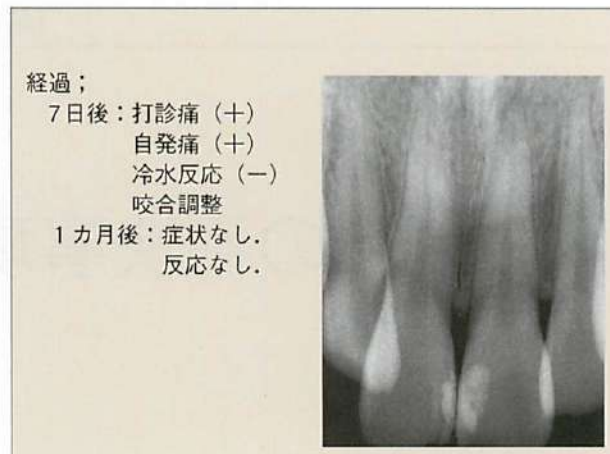 経過；
7日後：打診痛（＋）
自発痛（＋）
冷水反応（－）
咬合調整
1カ月後：症状なし．
反応なし．